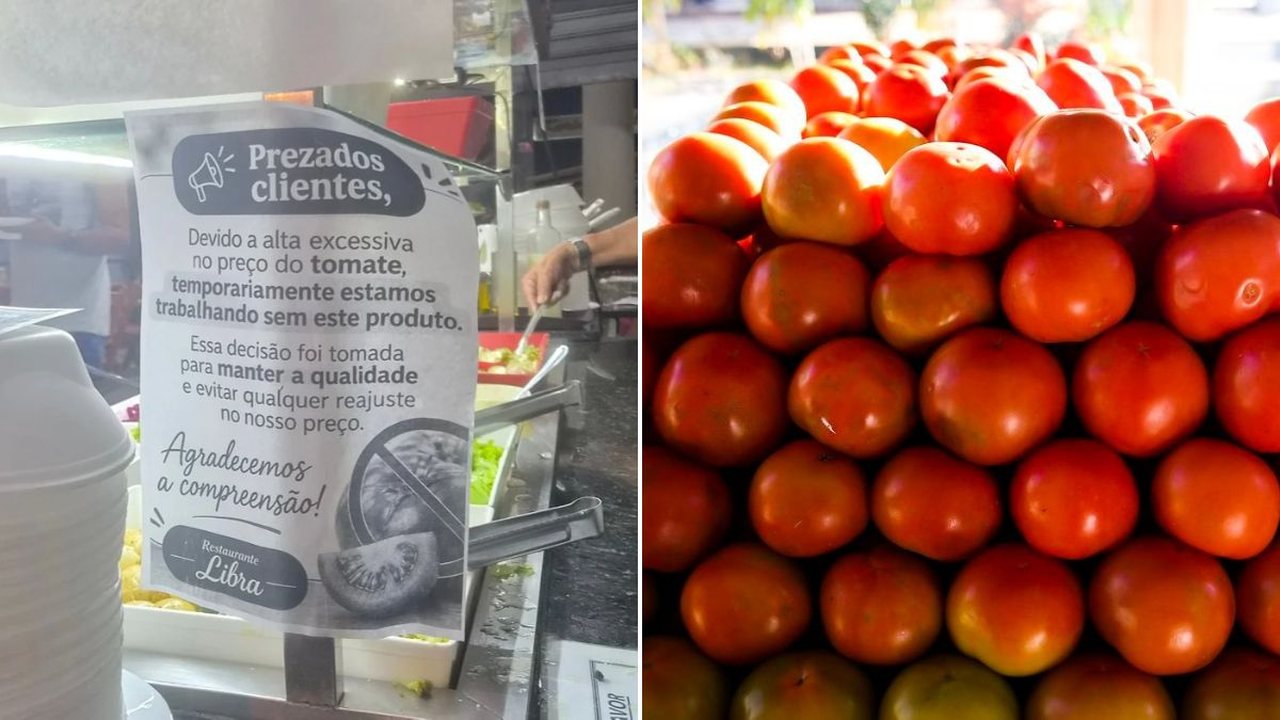 Prezados
clientes,
Devido a alta excessiva
no preço do tomate,
temporariamente estamos
trabalhando sem este produto.
Essa decisão foi tomada
para manter a qualidade
e evitar qualquer reajuste
no nosso preço.
Agradecemos
a compreensão!
Restaurante
Libra